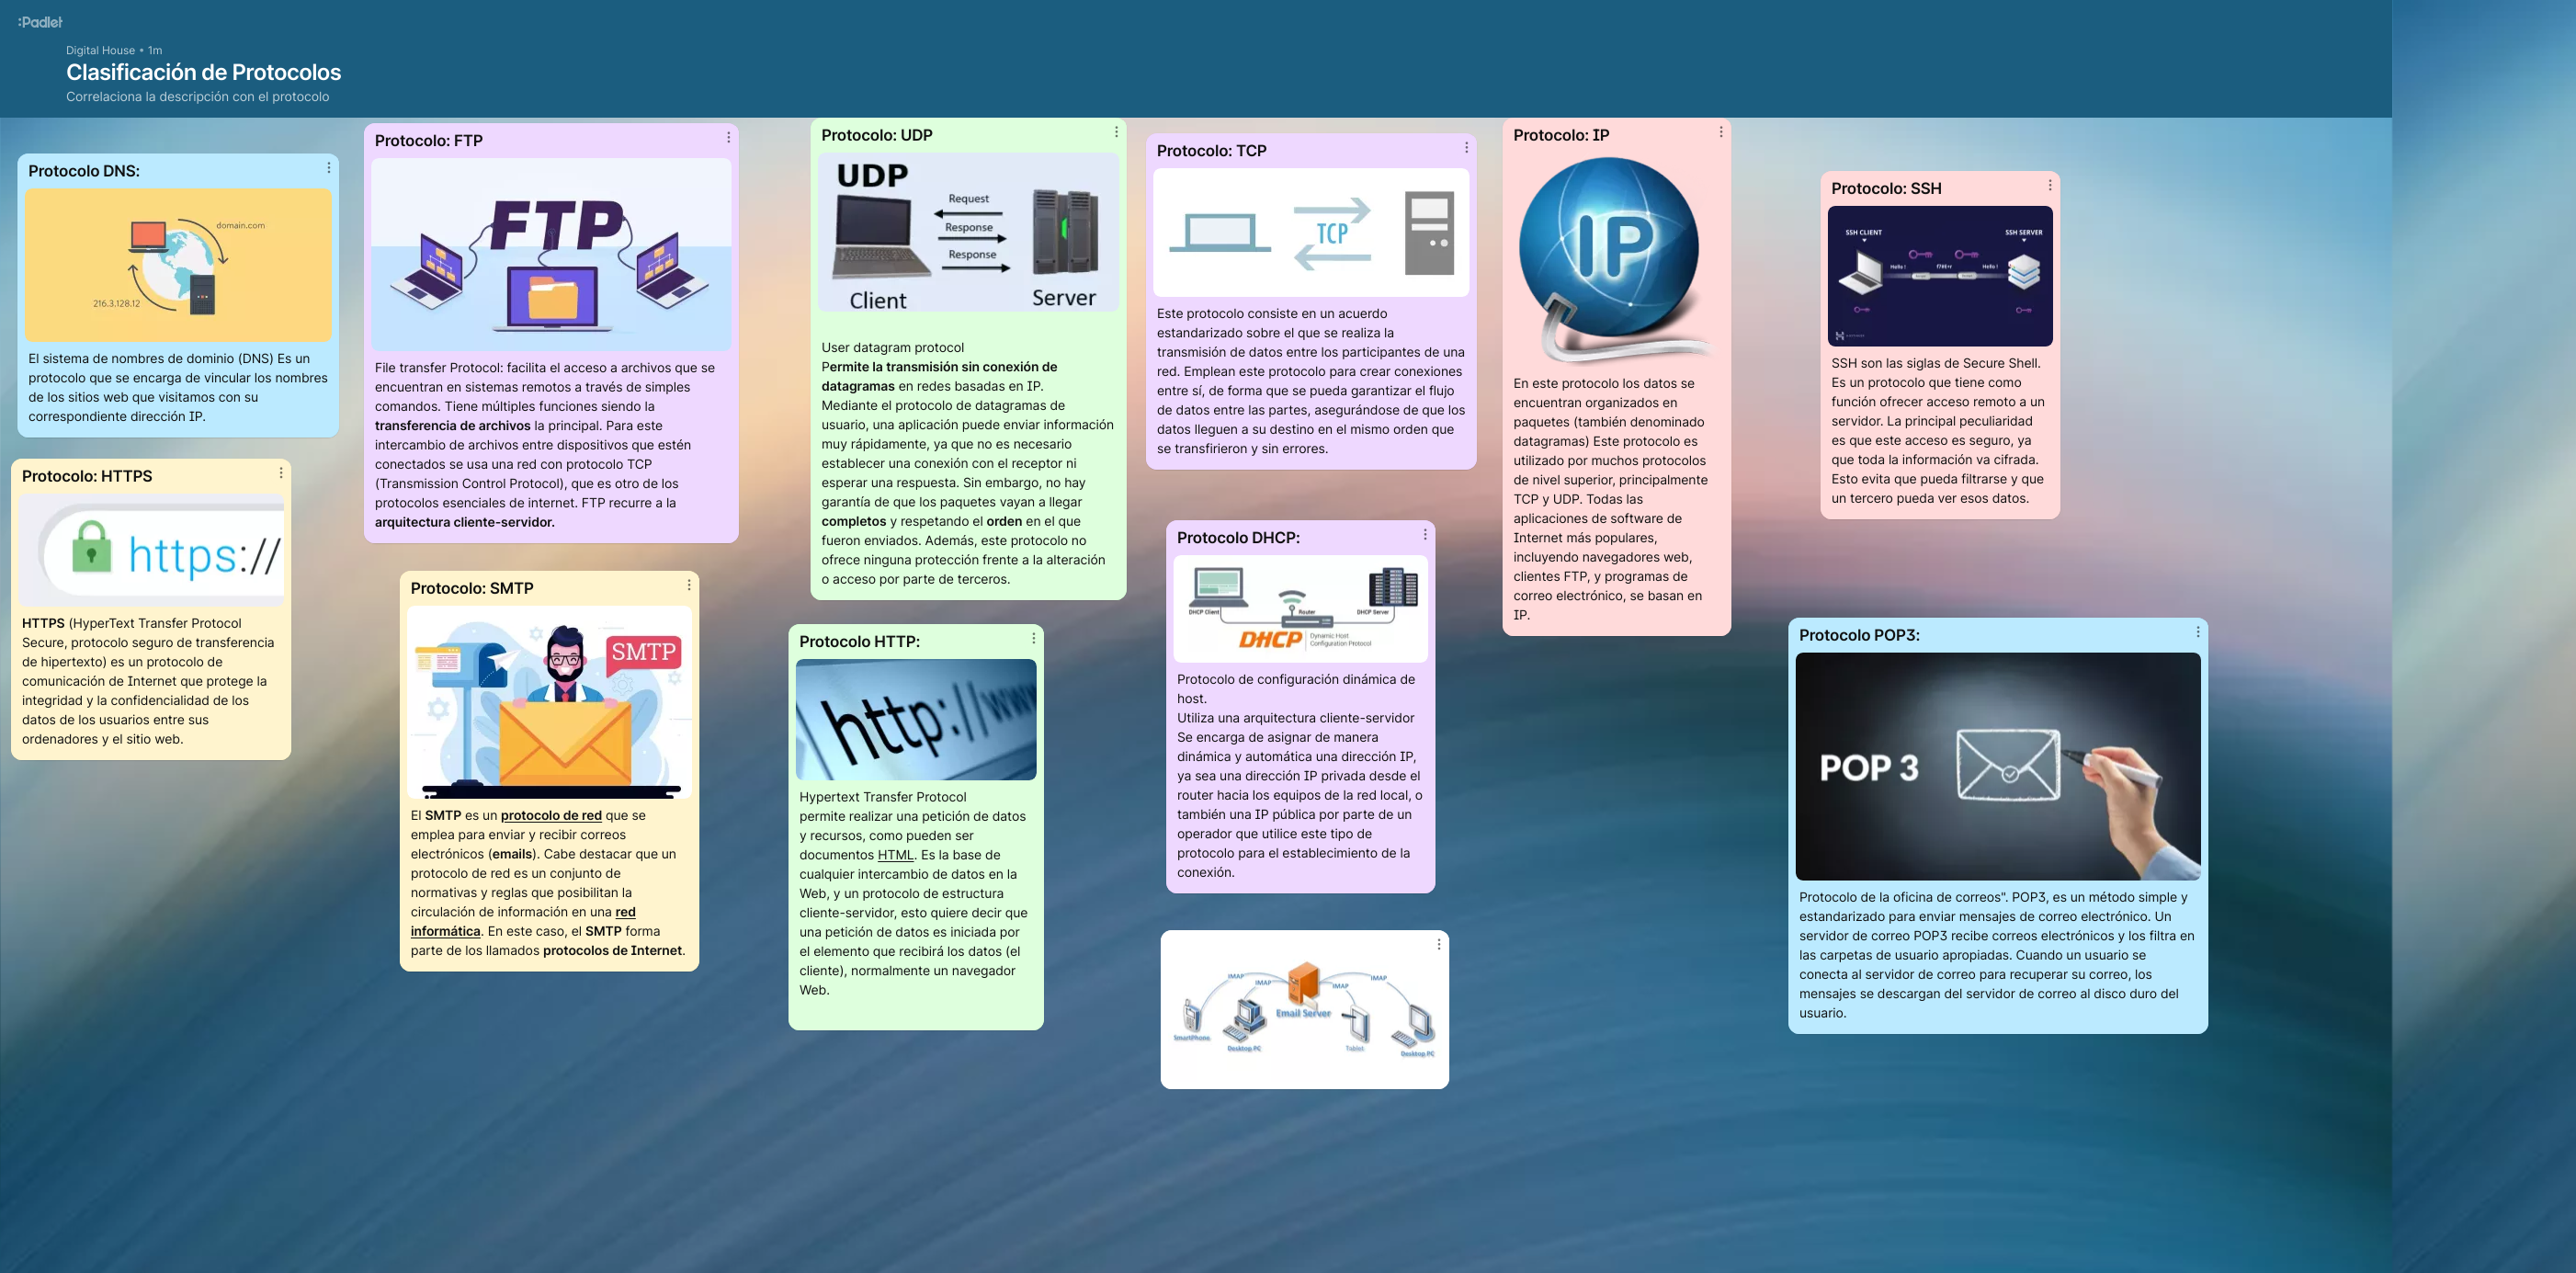 :Padlet
Digital House • 1m
Clasificación de Protocolos
Correlaciona la descripción con el protocolo
Protocolo DNS:
domain.com
216.3.128.12
El sistema de nombres de dominio (DNS) Es un
protocolo que se encarga de vincular los nombres
de los sitios web que visitamos con su
correspondiente dirección IP.
Protocolo: HTTPS
https://
HTTPS (HyperText Transfer Protocol
Secure, protocolo seguro de transferencia
de hipertexto) es un protocolo de
comunicación de Internet que protege la
integridad y la confidencialidad de los
datos de los usuarios entre sus
ordenadores y el sitio web.
Protocolo: FTP
FTP
File transfer Protocol: facilita el acceso a archivos que se
encuentran en sistemas remotos a través de simples
comandos. Tiene múltiples funciones siendo la
transferencia de archivos la principal. Para este
intercambio de archivos entre dispositivos que estén
conectados se usa una red con protocolo TCP
(Transmission Control Protocol), que es otro de los
protocolos esenciales de internet. FTP recurre a la
arquitectura cliente-servidor.
Protocolo: SMTP
SMTP
El SMTP es un protocolo de red que se
emplea para enviar y recibir correos
electrónicos (emails). Cabe destacar que un
protocolo de red es un conjunto de
normativas y reglas que posibilitan la
circulación de información en una red
informática. En este caso, el SMTP forma
parte de los llamados protocolos de Internet.
Protocolo: UDP
UDP
Request
Response
Response
Client
Server
User datagram protocol
Permite la transmisión sin conexión de
datagramas en redes basadas en IP.
Mediante el protocolo de datagramas de
usuario, una aplicación puede enviar información
muy rápidamente, ya que no es necesario
establecer una conexión con el receptor ni
esperar una respuesta. Sin embargo, no hay
garantía de que los paquetes vayan a llegar
completos y respetando el orden en el que
fueron enviados. Además, este protocolo no
ofrece ninguna protección frente a la alteración
o acceso por parte de terceros.
Protocolo HTTP:
http://www
Hypertext Transfer Protocol
permite realizar una petición de datos
y recursos, como pueden ser
documentos HTML. Es la base de
cualquier intercambio de datos en la
Web, y un protocolo de estructura
cliente-servidor, esto quiere decir que
una petición de datos es iniciada por
el elemento que recibirá los datos (el
cliente), normalmente un navegador
Web.
Protocolo: TCP
TCP
Este protocolo consiste en un acuerdo
estandarizado sobre el que se realiza la
transmisión de datos entre los participantes de una
red. Emplean este protocolo para crear conexiones
entre sí, de forma que se pueda garantizar el flujo
de datos entre las partes, asegurándose de que los
datos lleguen a su destino en el mismo orden que
se transfirieron y sin errores.
Protocolo DHCP:
DHCP Client
Router
DHCP Server
DHCP
Dynamic Host
Configuration Protocol
Protocolo de configuración dinámica de
host.
Utiliza una arquitectura cliente-servidor
Se encarga de asignar de manera
dinámica y automática una dirección IP,
ya sea una dirección IP privada desde el
router hacia los equipos de la red local, o
también una IP pública por parte de un
operador que utilice este tipo de
protocolo para el establecimiento de la
conexión.
IMAP
IMAP
IMAP
IMAP
Email Server
SmartPhone
Desktop PC
Tablet
Desktop PC
Protocolo: IP
IP
En este protocolo los datos se
encuentran organizados en
paquetes (también denominado
datagramas) Este protocolo es
utilizado por muchos protocolos
de nivel superior, principalmente
TCP y UDP. Todas las
aplicaciones de software de
Internet más populares,
incluyendo navegadores web,
clientes FTP, y programas de
correo electrónico, se basan en
IP.
Protocolo: SSH
SSH CLIENT
SSH SERVER
Hello !
Hello !
SSH son las siglas de Secure Shell.
Es un protocolo que tiene como
función ofrecer acceso remoto a un
servidor. La principal peculiaridad
es que este acceso es seguro, ya
que toda la información va cifrada.
Esto evita que pueda filtrarse y que
un tercero pueda ver esos datos.
Protocolo POP3:
POP 3
Protocolo de la oficina de correos". POP3, es un método simple y
estandarizado para enviar mensajes de correo electrónico. Un
servidor de correo POP3 recibe correos electrónicos y los filtra en
las carpetas de usuario apropiadas. Cuando un usuario se
conecta al servidor de correo para recuperar su correo, los
mensajes se descargan del servidor de correo al disco duro del
usuario.